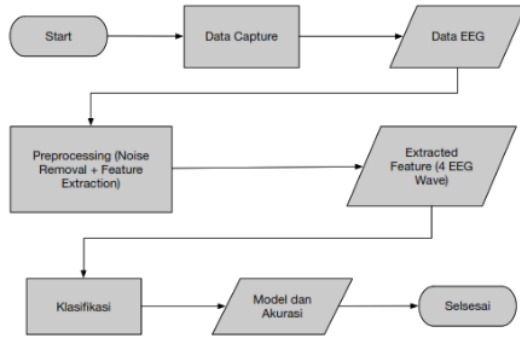 Start
Data Capture
Data EEG
Preprocessing (Noise
Removal + Feature
Extraction)
Extracted
Feature (4 EEG
Wave)
Klasifikasi
Model dan
Akurasi
Selsesai